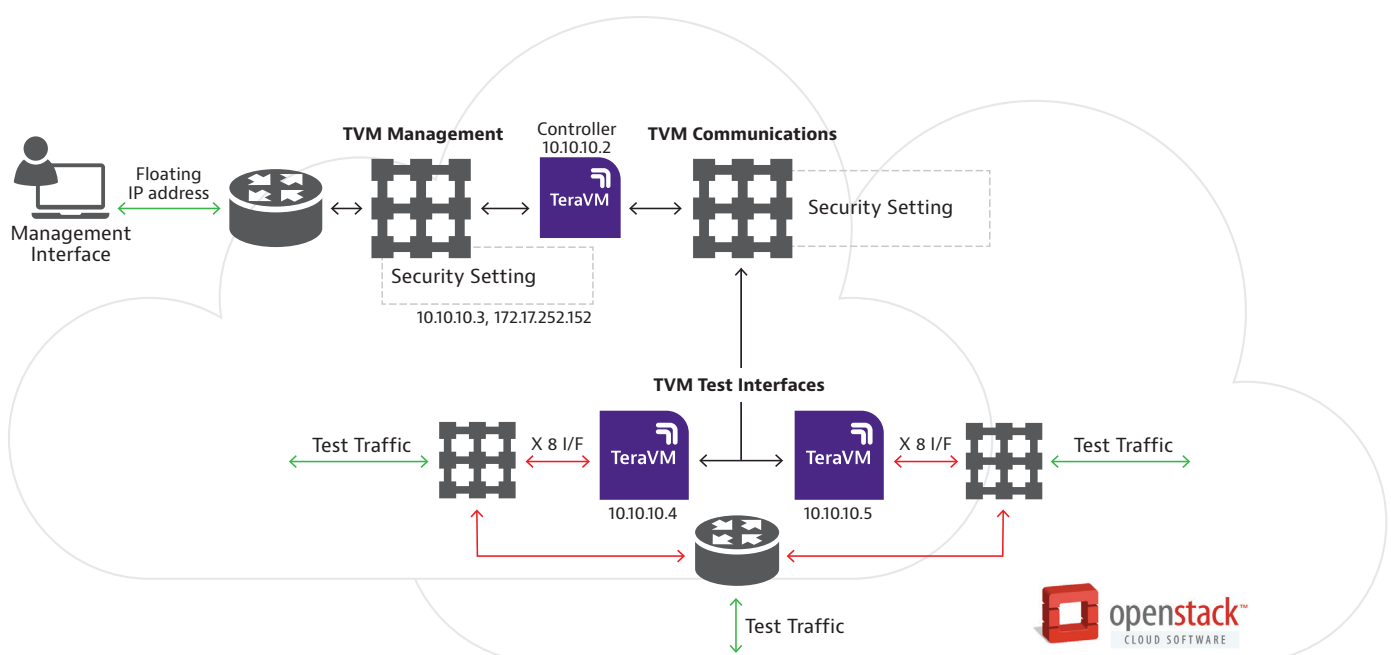 TVM Management
Controller
10.10.10.2
TVM Communications
Floating
IP address
TeraVM
Security Setting
Management
Interface
Security Setting
10.10.10.3, 172.17.252.152
TVM Test Interfaces
Test Traffic
X 8 I/F
TeraVM
TeraVM
X 8 I/F
Test Traffic
10.10.10.4
10.10.10.5
Test Traffic
openstack™
CLOUD SOFTWARE